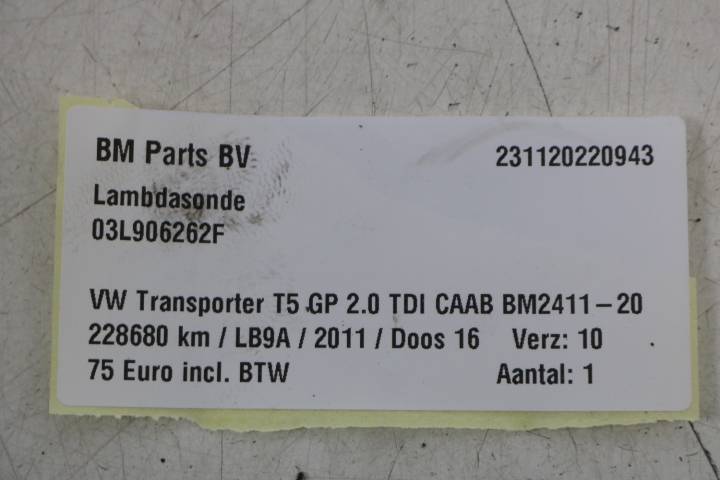 BM Parts BV 231120220943
Lambdasonde
03L906262F
VW Transporter T5 GP 2.0 TDI CAAB BM2411-20
228680 km / LB9A / 2011 / Doos 16 Verz: 10
75 Euro incl. BTW Aantal: 1